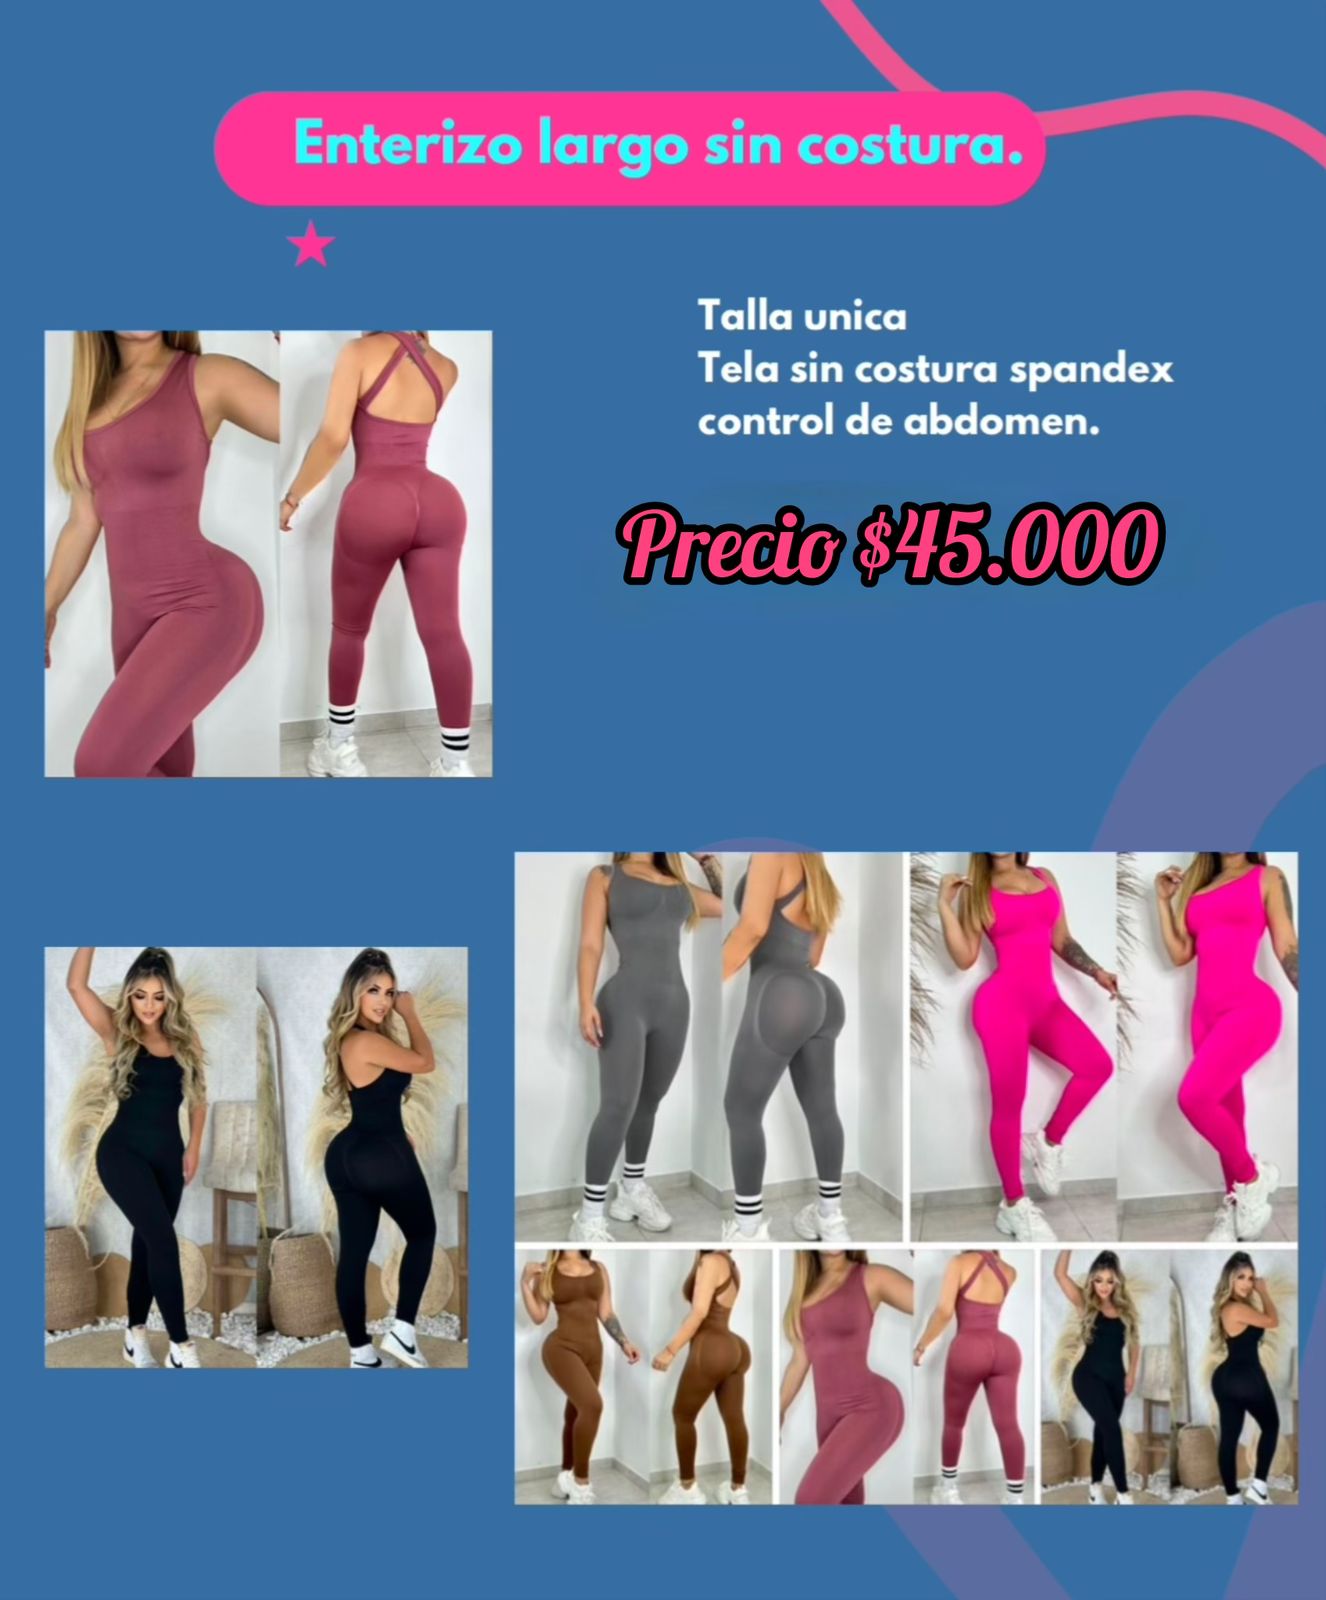 Enterizo largo sin costura.
Talla unica
Tela sin costura spandex
control de abdomen.
Precio $45.000